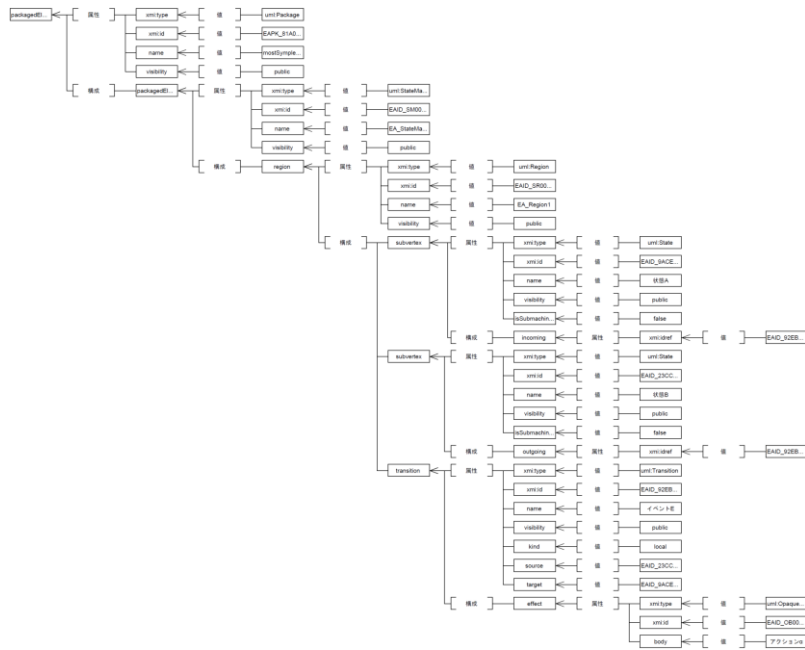 packagedEl... 属性 xmi:type 値 uml:Package
xmi:id 値 EAPK_81A0...
name 値 mostSymple...
visibility 値 public
構成 packagedEl... 属性 xmi:type 値 uml:StateMa...
xmi:id 値 EAID_SM00...
name 値 EA_StateMa...
visibility 値 public
構成 region 属性 xmi:type 値 uml:Region
xmi:id 値 EAID_SR00...
name 値 EA_Region1
visibility 値 public
構成 subvertex 属性 xmi:type 値 uml:State
xmi:id 値 EAID_9ACE...
name 値 状態A
visibility 値 public
isSubmachin... 値 false
構成 incoming 属性 xmi:idref 値 EAID_92EB...
subvertex 属性 xmi:type 値 uml:State
xmi:id 値 EAID_23CC...
name 値 状態B
visibility 値 public
isSubmachin... 値 false
構成 outgoing 属性 xmi:idref 値 EAID_92EB...
transition 属性 xmi:type 値 uml:Transition
xmi:id 値 EAID_92EB...
name 値 イベントE
visibility 値 public
kind 値 local
source 値 EAID_23CC...
target 値 EAID_9ACE...
構成 effect 属性 xmi:type 値 uml:Opaque...
xmi:id 値 EAID_OB00...
body 値 アクションα